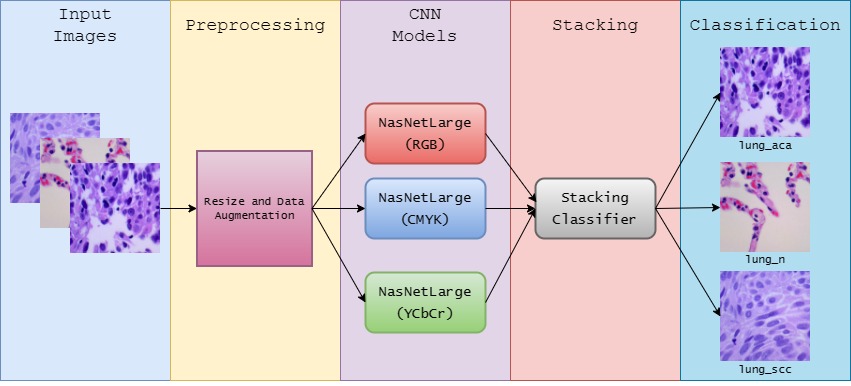 Input
Images
Preprocessing
CNN
Models
Stacking
Classification
Resize and Data
Augmentation
NasNetLarge
(RGB)
NasNetLarge
(CMYK)
NasNetLarge
(YCbCr)
Stacking
Classifier
lung_aca
lung_n
lung_scc